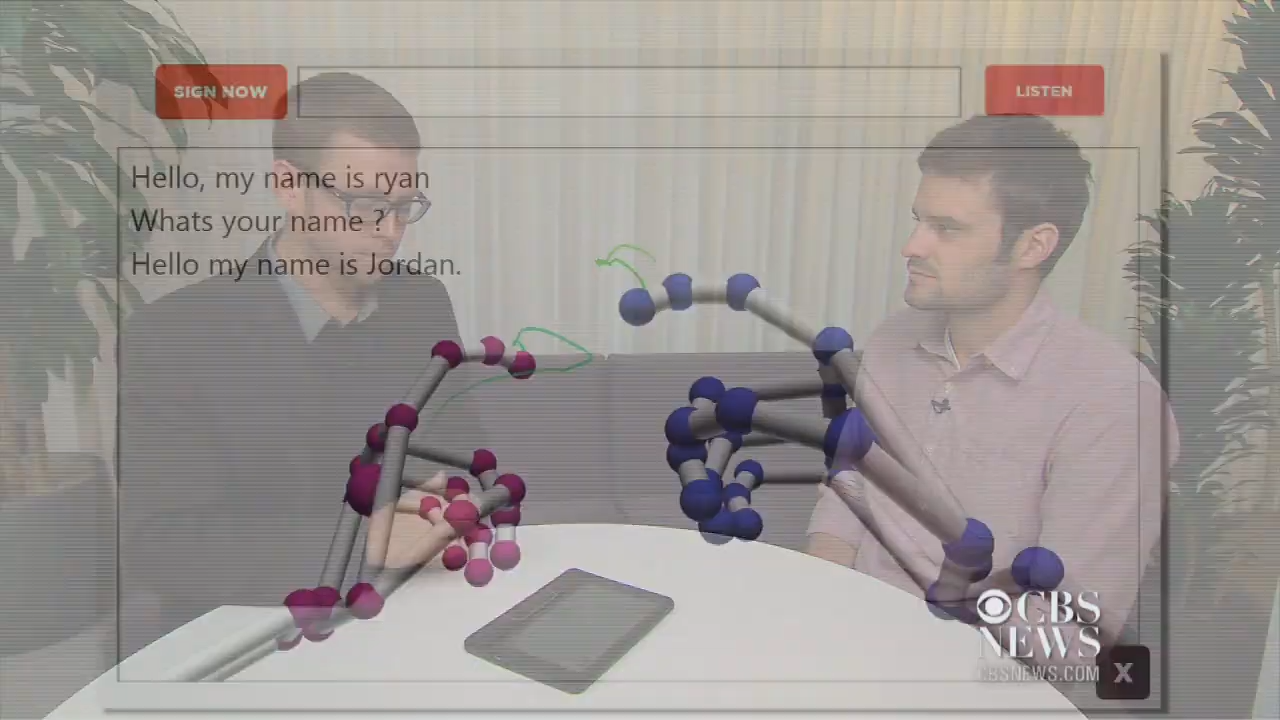 SIGN NOW
LISTEN
Hello, my name is ryan
Whats your name ?
Hello my name is Jordan.
CBS
NEWS
CBSNEWS.COM
X